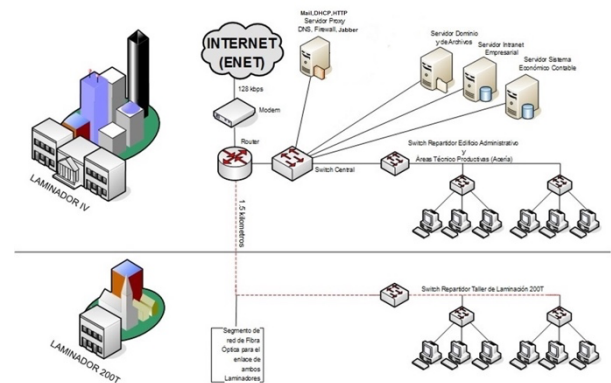 Mail,DHCP,HTTP
Servidor Proxy
DNS, Firewall, Jabber
INTERNET
(ENET)
128 kbps
Modem
Router
Switch Central
Servidor Dominio
y de Archivos
Servidor Intranet
Empresarial
Servidor Sistema
Económico Contable
Switch Repartidor Edificio Administrativo
y
Áreas Técnico Productivas (Acería)
LAMINADOR IV
1.5 kilometros
Switch Repartidor Taller de Laminación 200T
LAMINADOR 200T
Segmento de
red de Fibra
Óptica para el
enlace de
ambos
Laminadores